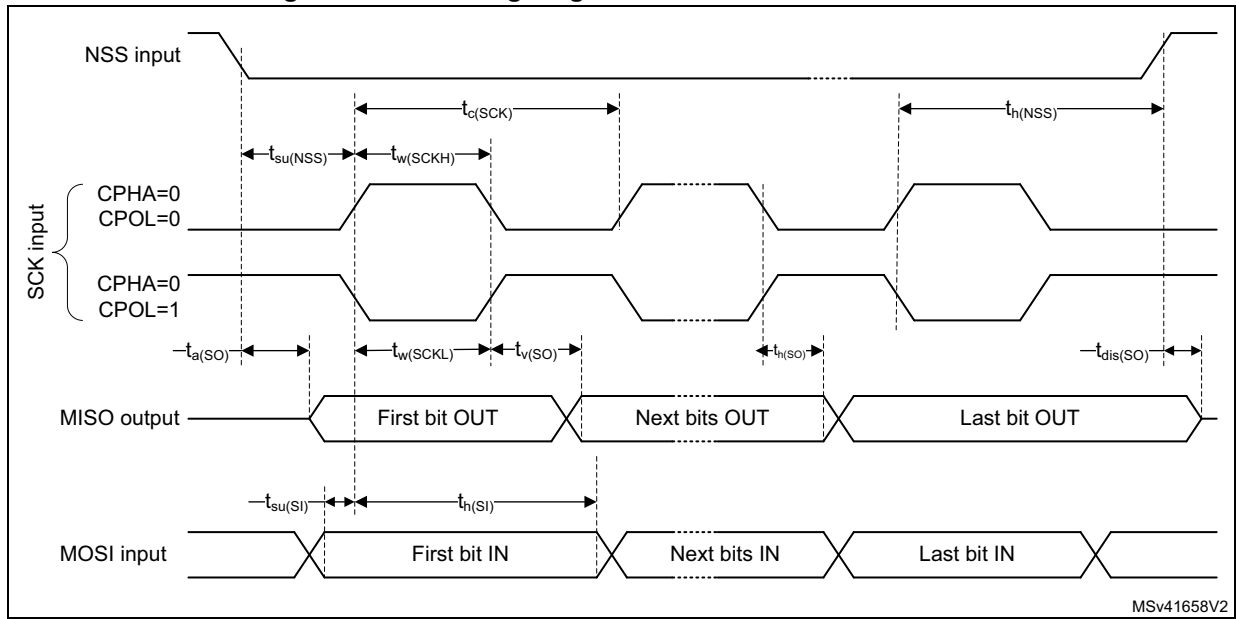 NSS input
tc(SCK)
th(NSS)
tsu(NSS) tw(SCKH)
SCK input
CPHA=0
CPOL=0
CPHA=0
CPOL=1
ta(SO) tw(SCKL) tv(SO) th(SO) tdis(SO)
MISO output First bit OUT Next bits OUT Last bit OUT
tsu(SI) th(SI)
MOSI input First bit IN Next bits IN Last bit IN
MSv41658V2